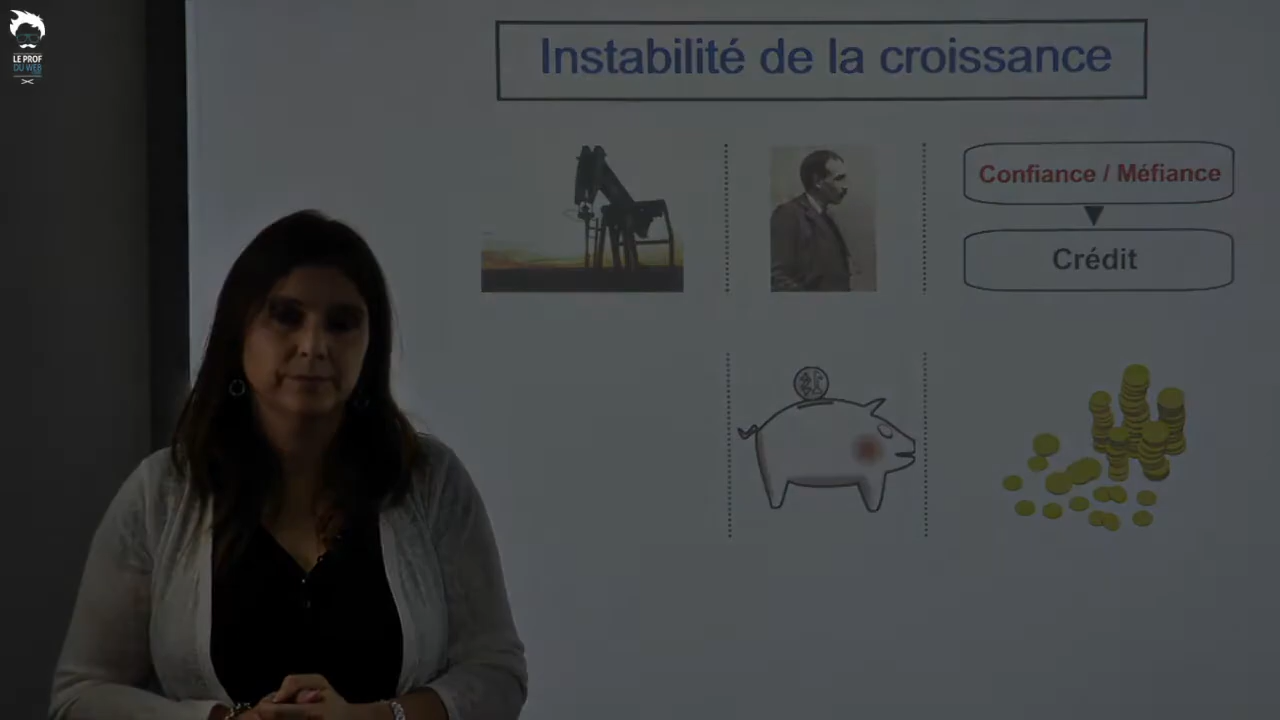 LE PROF
DU WEB
Instabilité de la croissance
Confiance / Méfiance
Crédit